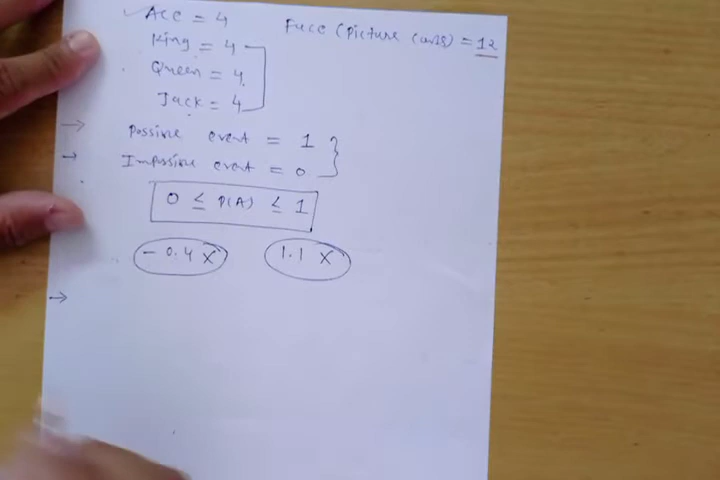 Ace = 4
Face (picture cards) = 12
King = 4
Queen = 4
Jack = 4
→ Possible event = 1
→ Impossible event = 0
0 ≤ P(A) ≤ 1
- 0.4 X
1.1 X
→